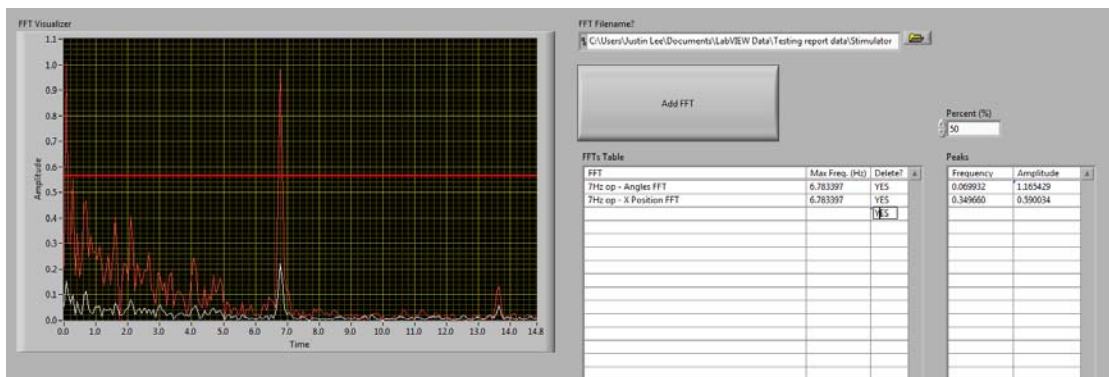 FFT Visualizer
1.1
1.0
0.9
0.8
0.7
0.6
0.5
0.4
0.3
0.2
0.1
0.0
Amplitude
0.0 1.0 2.0 3.0 4.0 5.0 6.0 7.0 8.0 9.0 10.0 11.0 12.0 13.0 14.0 14.8
Time
FFT Filename?
C:\Users\Justin Lee\Documents\LabVIEW Data\Testing report data\Stimulator
Add FFT
Percent (%)
50
FFTs Table
FFT Max Freq. (Hz) Delete?
7Hz op - Angles FFT 6.783397 YES
7Hz op - X Position FFT 6.783397 YES
YES
Peaks
Frequency Amplitude
0.069932 1.165429
0.349660 0.590034